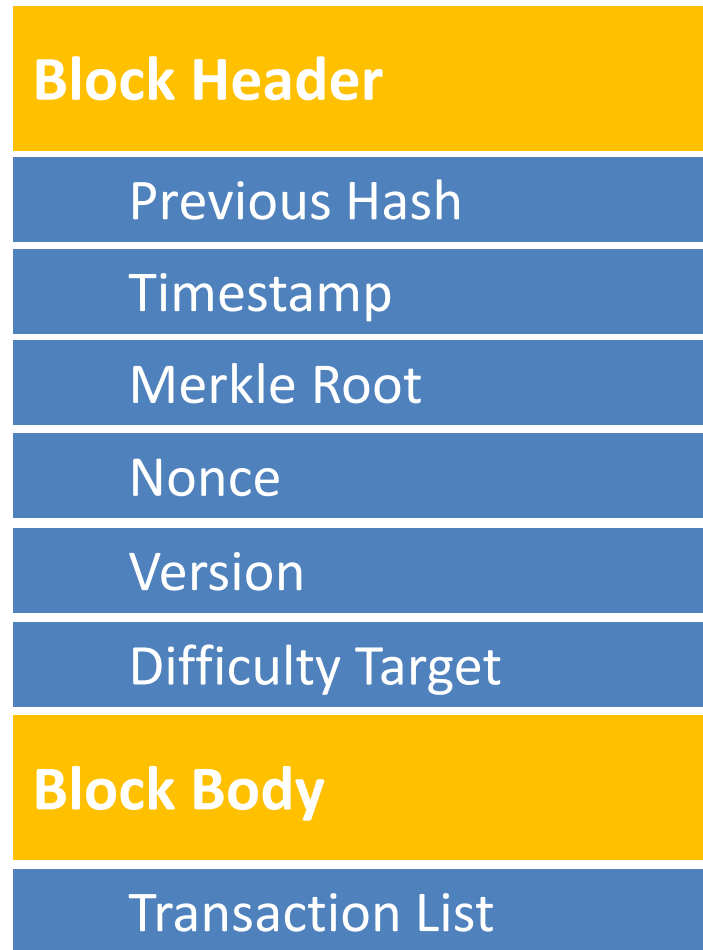 Block Header
Previous Hash
Timestamp
Merkle Root
Nonce
Version
Difficulty Target
Block Body
Transaction List